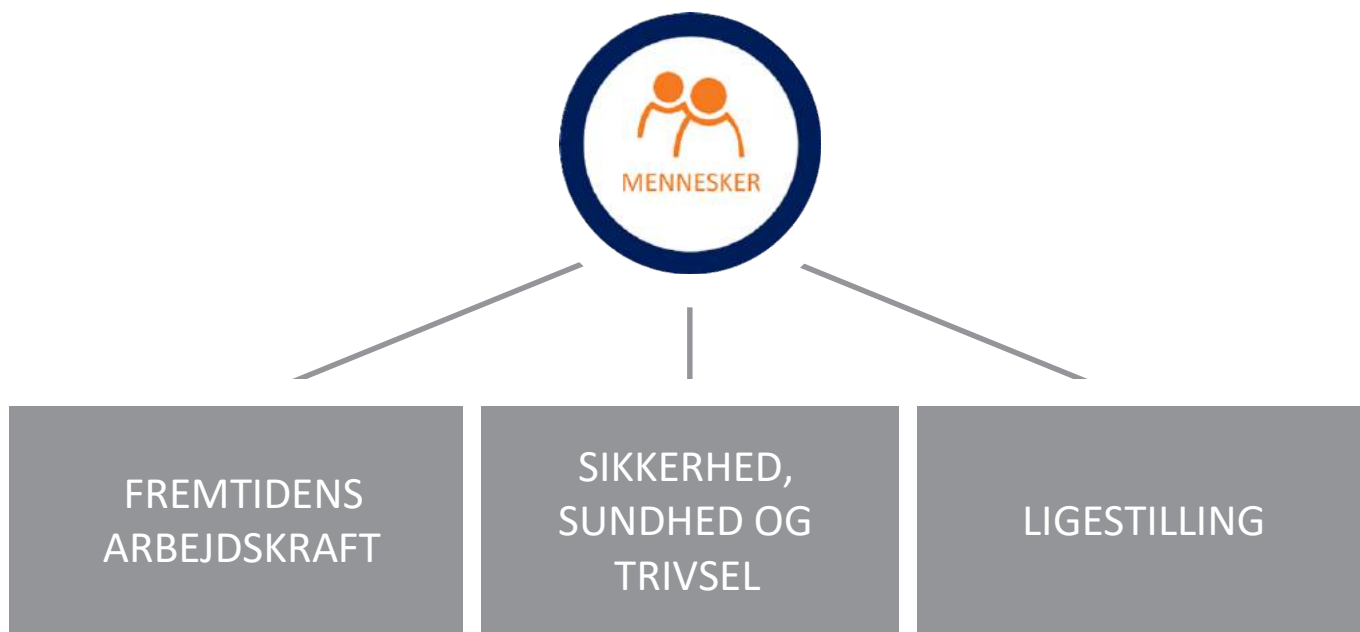 MENNESKER
FREMTIDENS
ARBEJDSKRAFT
SIKKERHED,
SUNDHED OG
TRIVSEL
LIGESTILLING